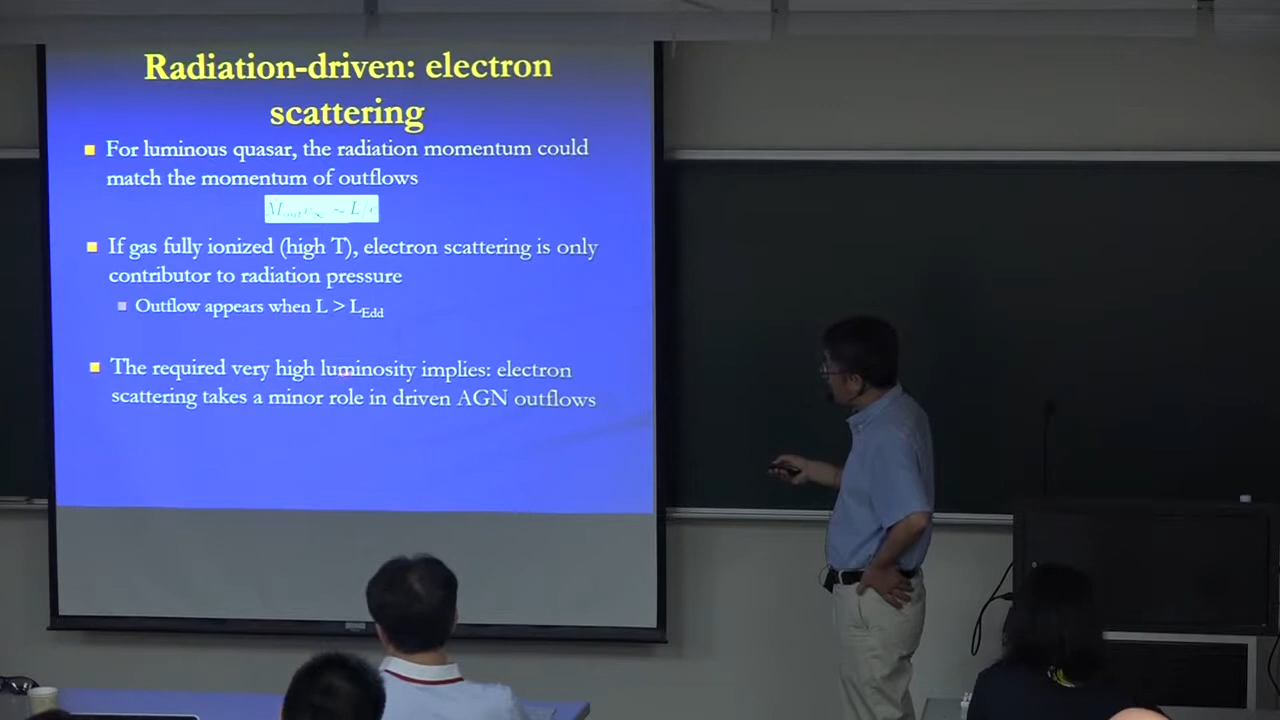 Radiation-driven: electron
scattering
For luminous quasar, the radiation momentum could
match the momentum of outflows
If gas fully ionized (high T), electron scattering is only
contributor to radiation pressure
Outflow appears when L > L_Edd
The required very high luminosity implies: electron
scattering takes a minor role in driven AGN outflows